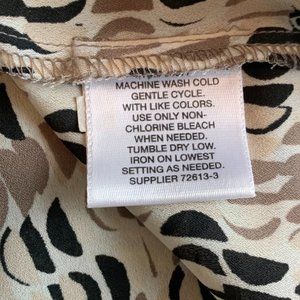 MACHINE WASH COLD
GENTLE CYCLE.
WITH LIKE COLORS.
USE ONLY NON-
CHLORINE BLEACH
WHEN NEEDED.
TUMBLE DRY LOW.
IRON ON LOWEST
SETTING AS NEEDED.
SUPPLIER 72613-3